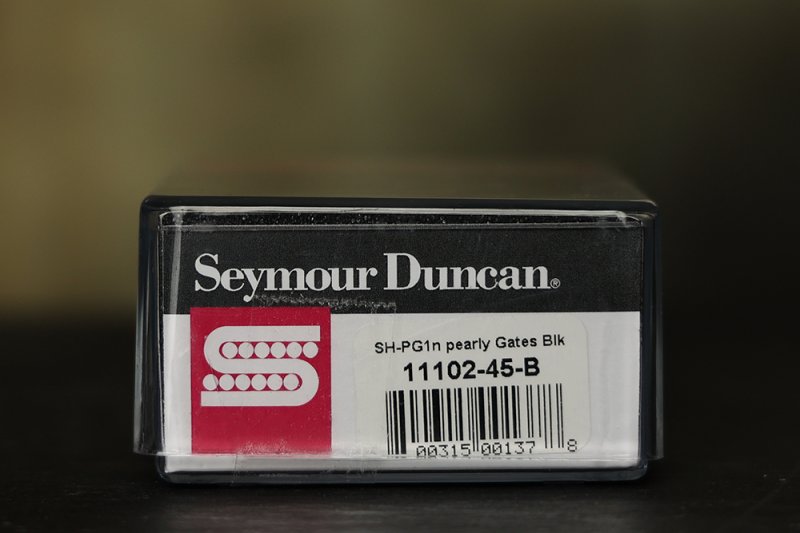 Seymour Duncan®
SH-PG1n pearly Gates Blk
11102-45-B
00315 00137 8